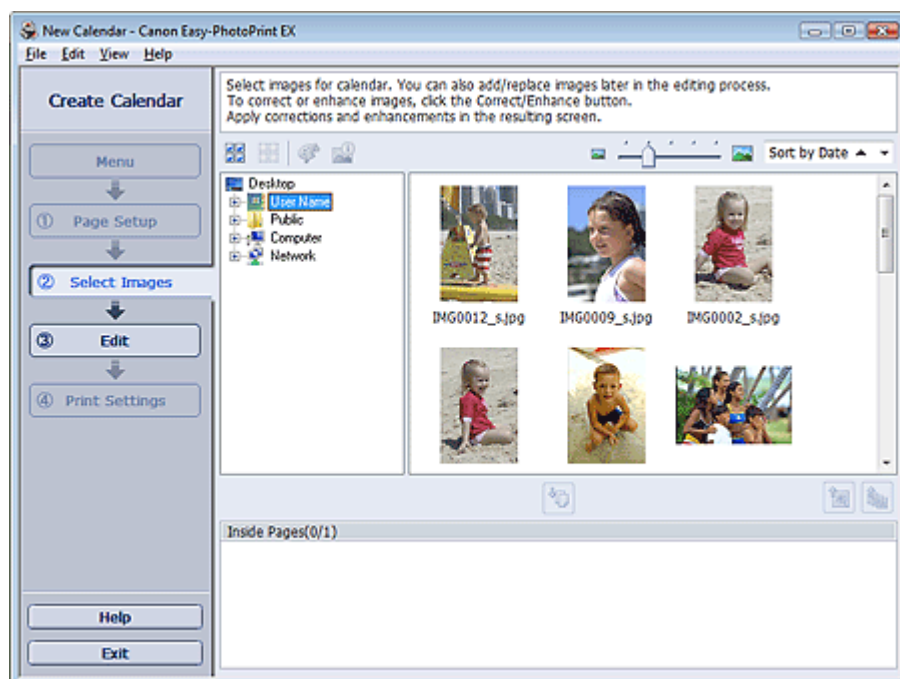 New Calendar - Canon Easy-PhotoPrint EX
File Edit View Help
Create Calendar
Menu
① Page Setup
② Select Images
③ Edit
④ Print Settings
Help
Exit
Select images for calendar. You can also add/replace images later in the editing process.
To correct or enhance images, click the Correct/Enhance button.
Apply corrections and enhancements in the resulting screen.
Sort by Date
Desktop
User Name
Public
Computer
Network
IMG0012_s.jpg IMG0009_s.jpg IMG0002_s.jpg
Inside Pages(0/1)